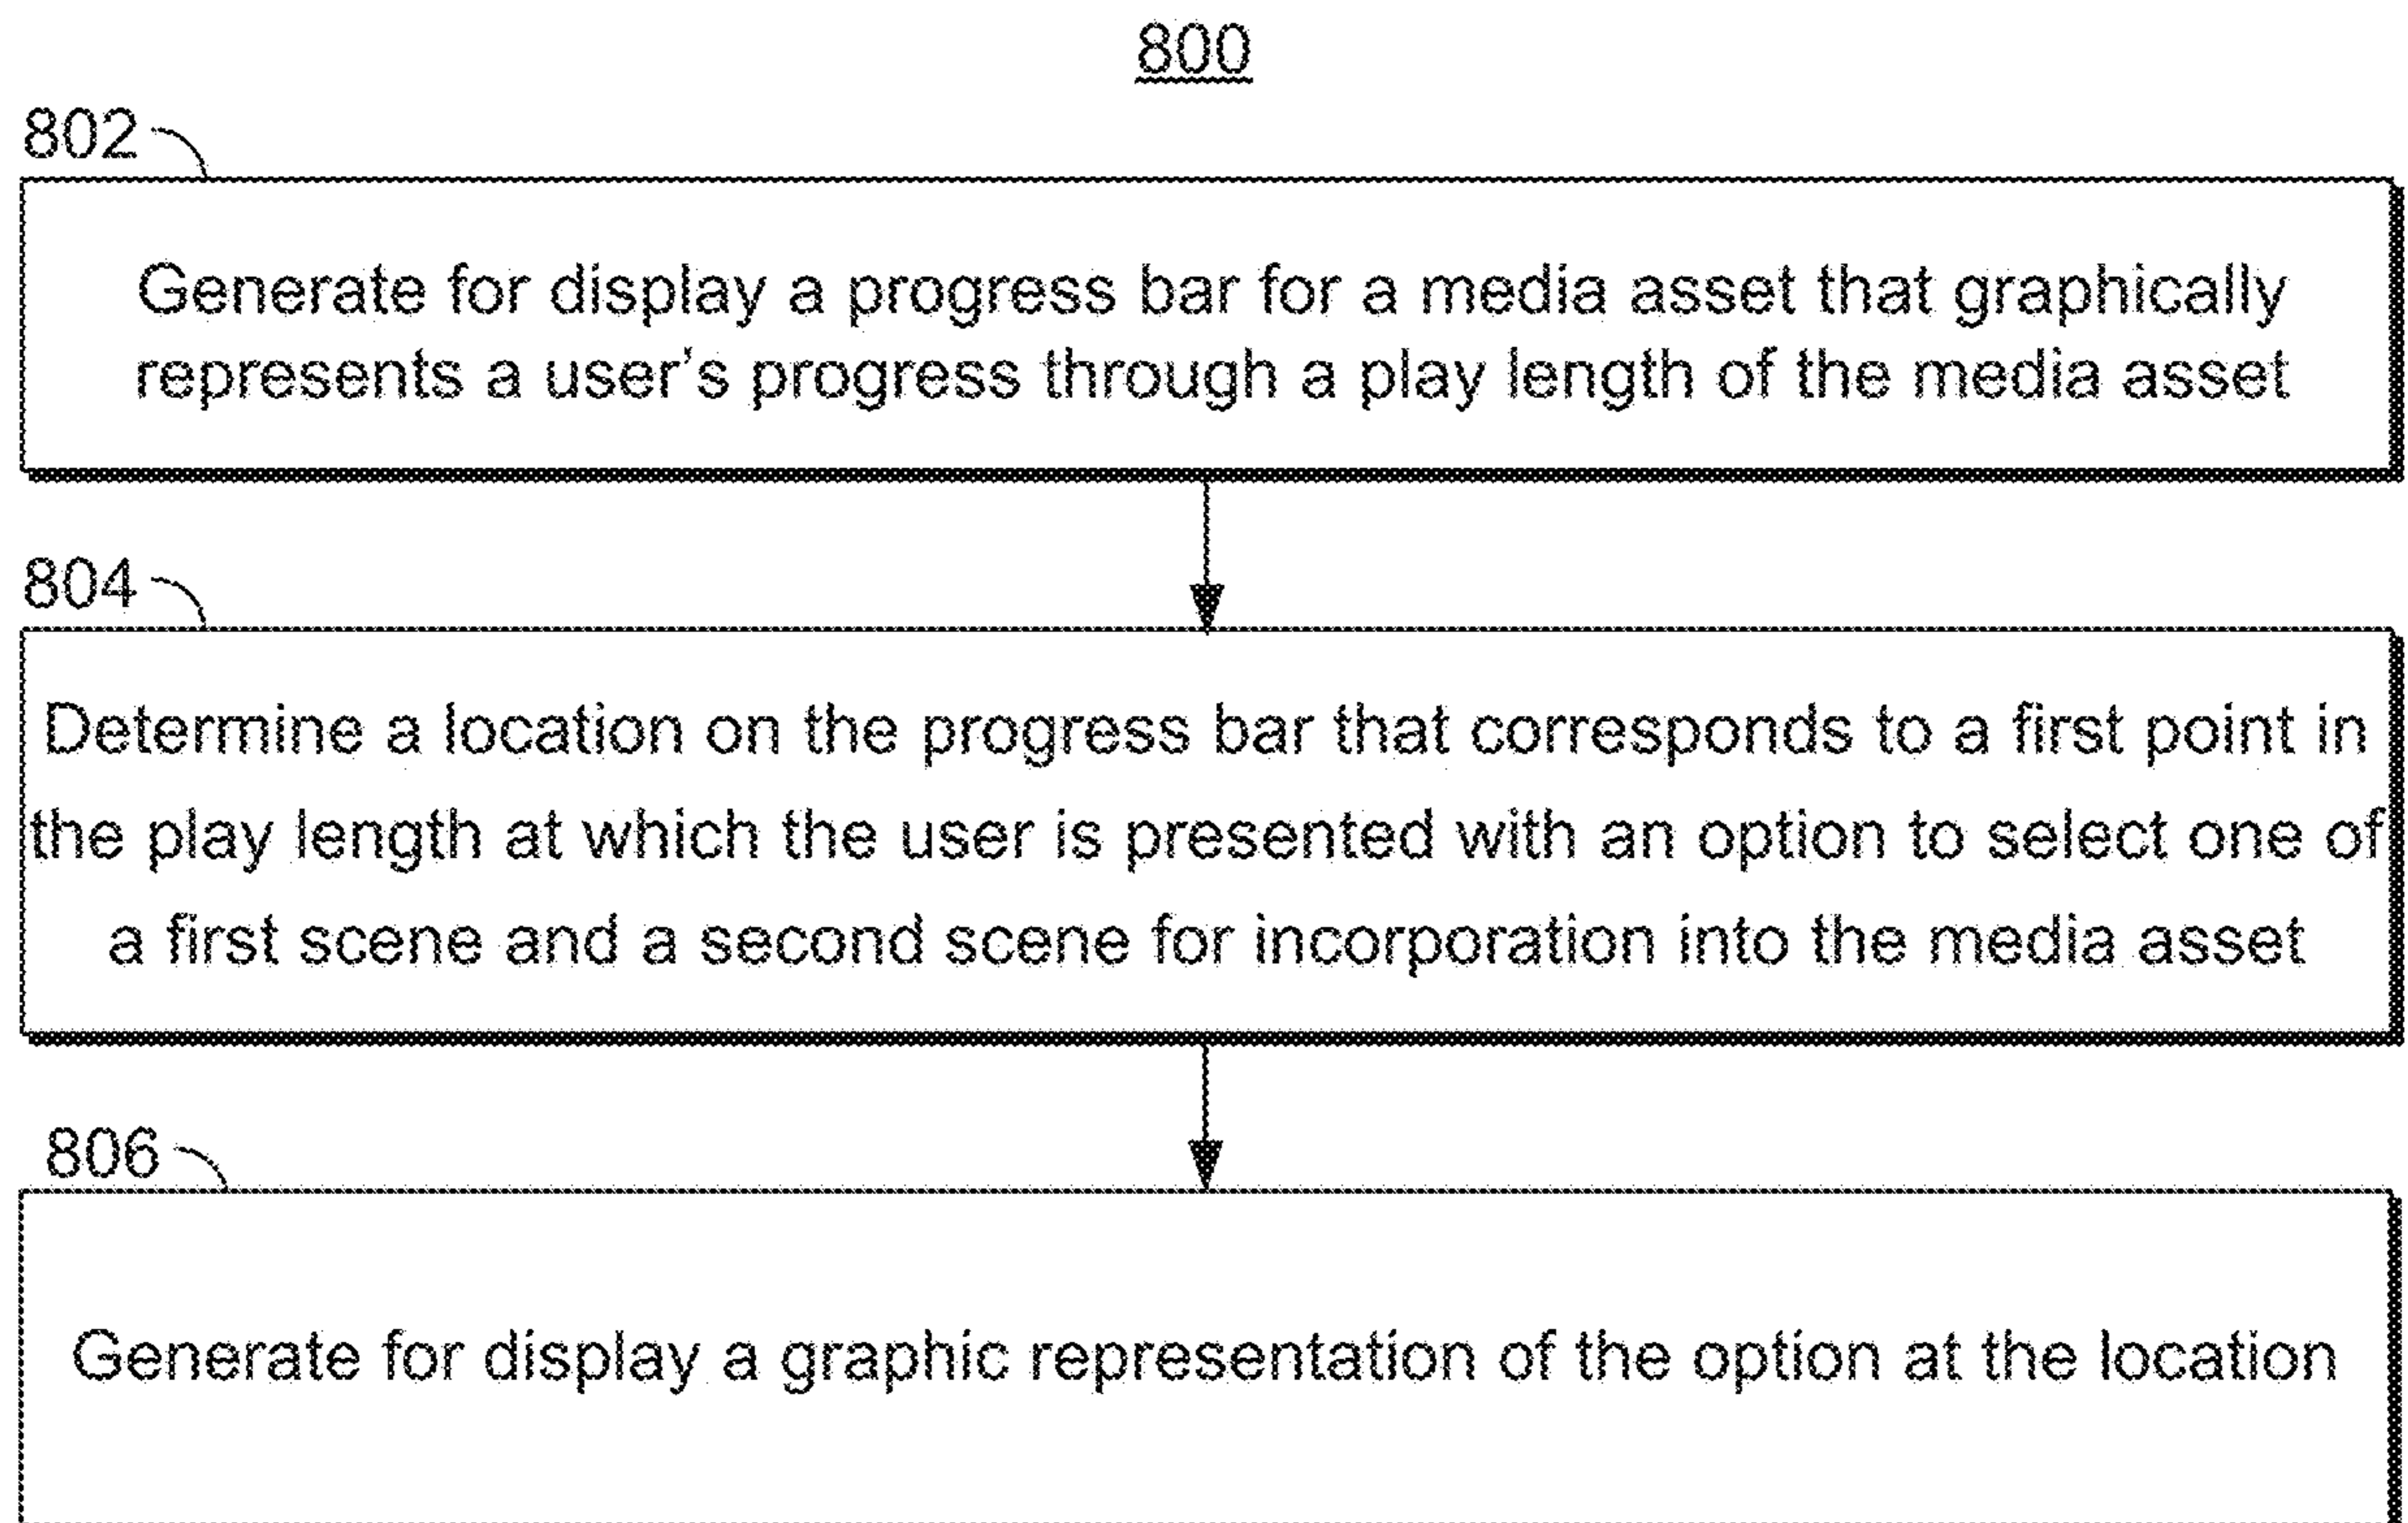 800
802
Generate for display a progress bar for a media asset that graphically
represents a user's progress through a play length of the media asset
804
Determine a location on the progress bar that corresponds to a first point in
the play length at which the user is presented with an option to select one of
a first scene and a second scene for incorporation into the media asset
806
Generate for display a graphic representation of the option at the location